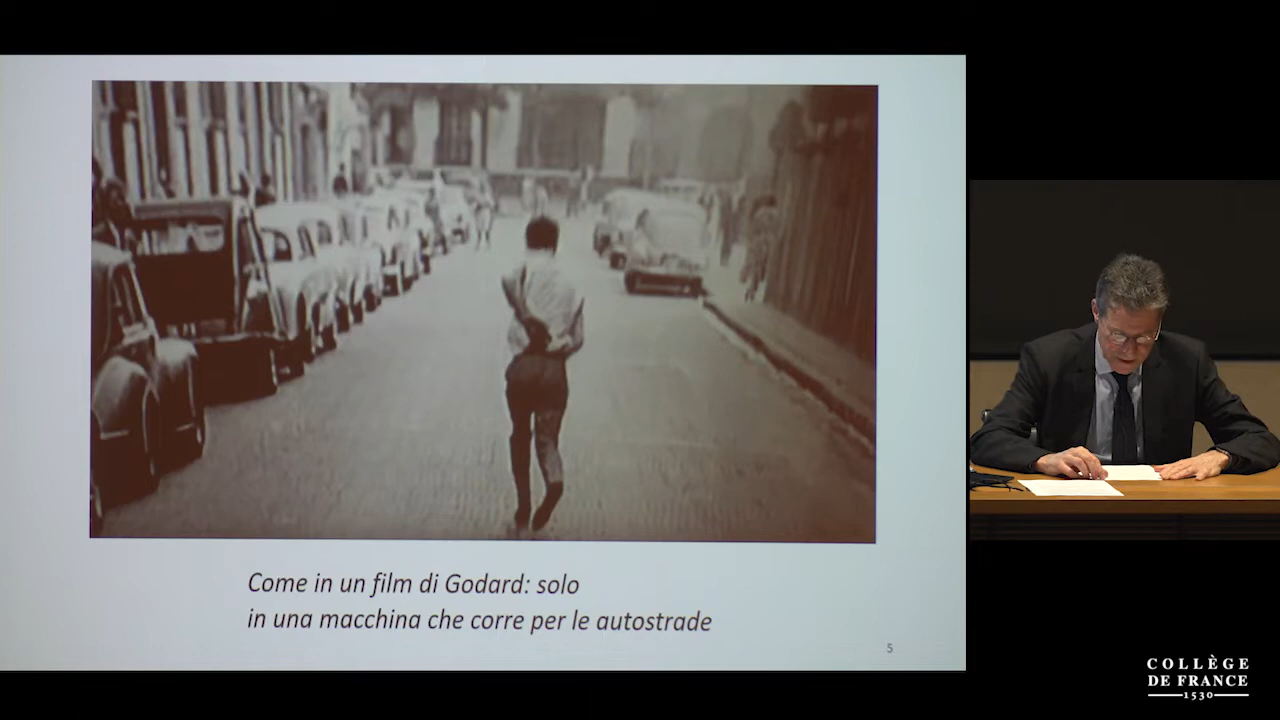 Come in un film di Godard: solo
in una macchina che corre per le autostrade
5
COLLÈGE
DE FRANCE
1530